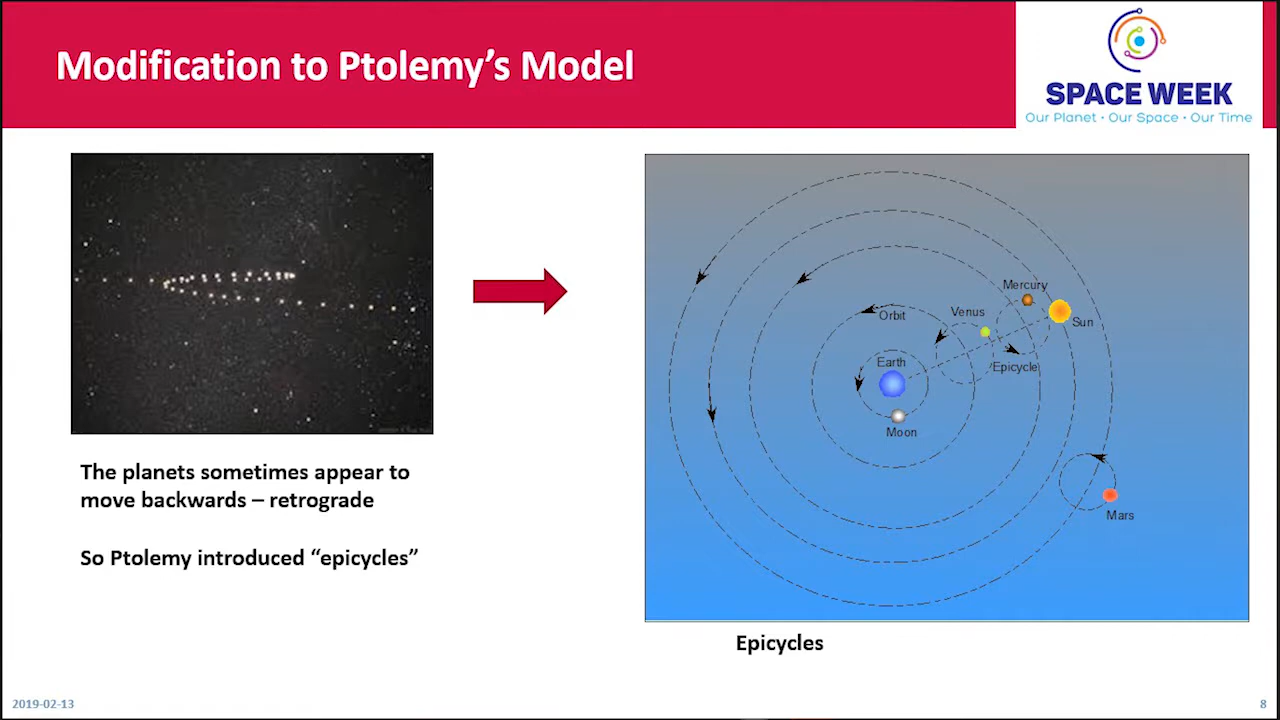 Modification to Ptolemy's Model
SPACE WEEK
Our Planet • Our Space • Our Time
Mercury
Venus
Orbit
Sun
Earth
Epicycle
Moon
Mars
The planets sometimes appear to
move backwards – retrograde
So Ptolemy introduced “epicycles”
Epicycles
2019-02-13
8